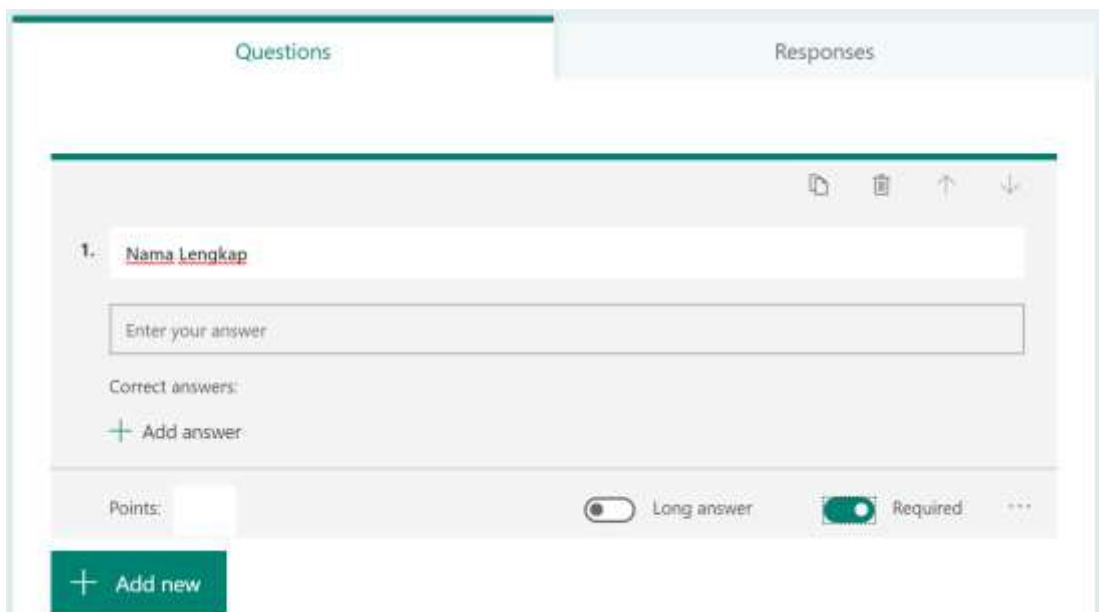 Questions
Responses
1. Nama Lengkap
Enter your answer
Correct answers:
+ Add answer
Points:
Long answer
Required
+ Add new